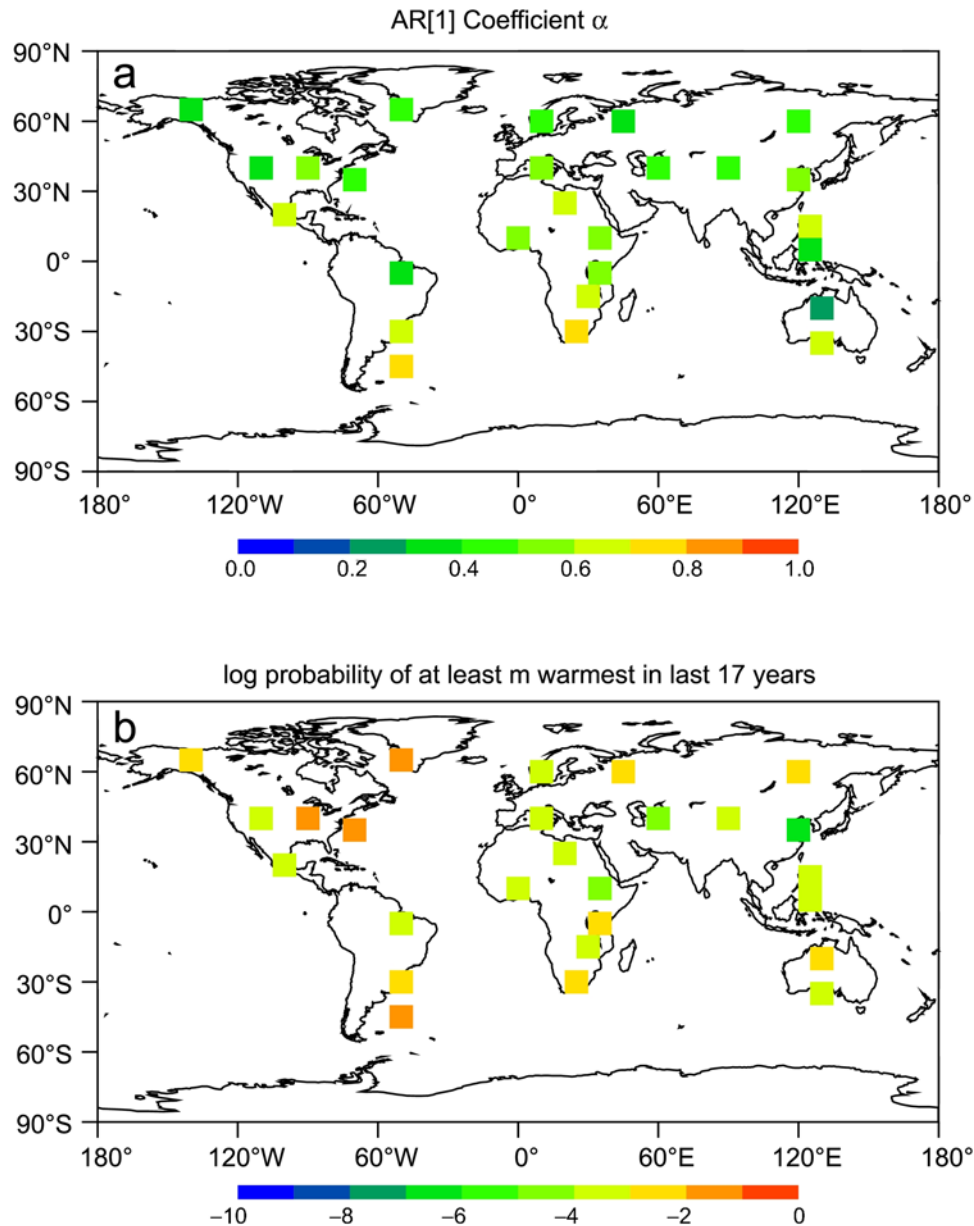 AR[1] Coefficient α
90°N
a
60°N
30°N
0°
30°S
60°S
90°S
180° 120°W 60°W 0° 60°E 120°E 180°
0.0 0.2 0.4 0.6 0.8 1.0
log probability of at least m warmest in last 17 years
90°N
b
60°N
30°N
0°
30°S
60°S
90°S
180° 120°W 60°W 0° 60°E 120°E 180°
−10 −8 −6 −4 −2 0